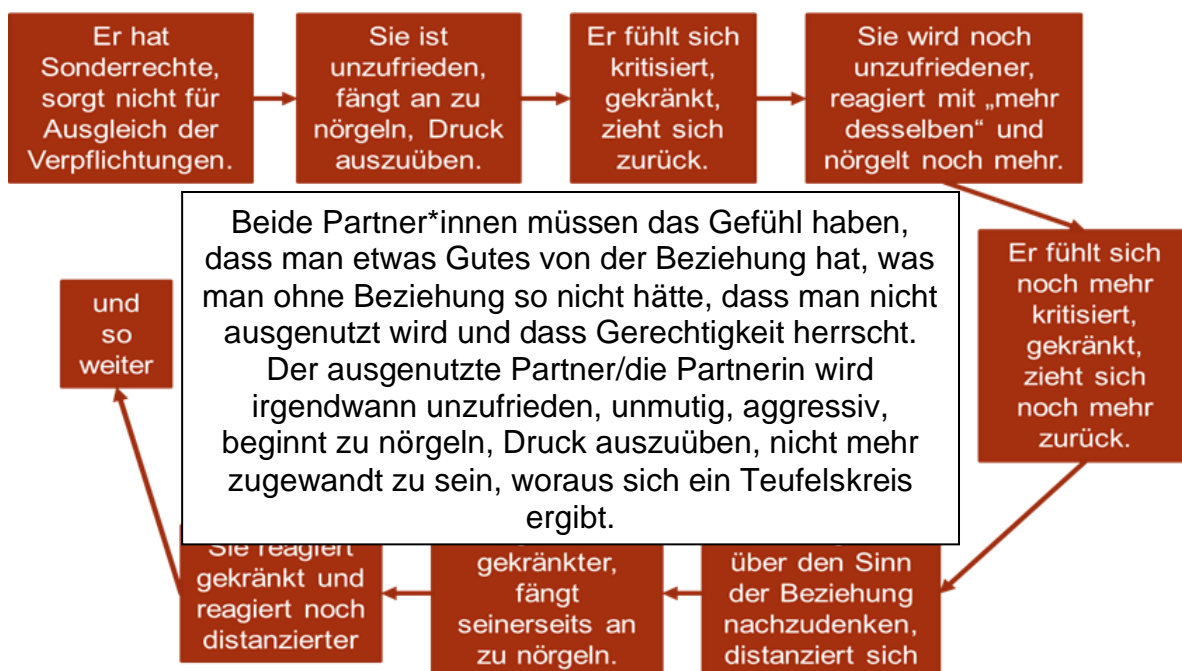 Er hat
Sonderrechte,
sorgt nicht für
Ausgleich der
Verpflichtungen.
Sie ist
unzufrieden,
fängt an zu
nörgeln, Druck
auszuüben.
Er fühlt sich
kritisiert,
gekränkt,
zieht sich
zurück.
Sie wird noch
unzufriedener,
reagiert mit „mehr
desselben“ und
nörgelt noch mehr.
Er fühlt sich
noch mehr
kritisiert,
gekränkt,
zieht sich
noch mehr
zurück.
über den Sinn
der Beziehung
nachzudenken,
distanziert sich
gekränkter,
fängt
seinerseits an
zu nörgeln.
Sie reagiert
gekränkt und
reagiert noch
distanzierter
und
so
weiter
Beide Partner*innen müssen das Gefühl haben,
dass man etwas Gutes von der Beziehung hat, was
man ohne Beziehung so nicht hätte, dass man nicht
ausgenutzt wird und dass Gerechtigkeit herrscht.
Der ausgenutzte Partner/die Partnerin wird
irgendwann unzufrieden, unmutig, aggressiv,
beginnt zu nörgeln, Druck auszuüben, nicht mehr
zugewandt zu sein, woraus sich ein Teufelskreis
ergibt.